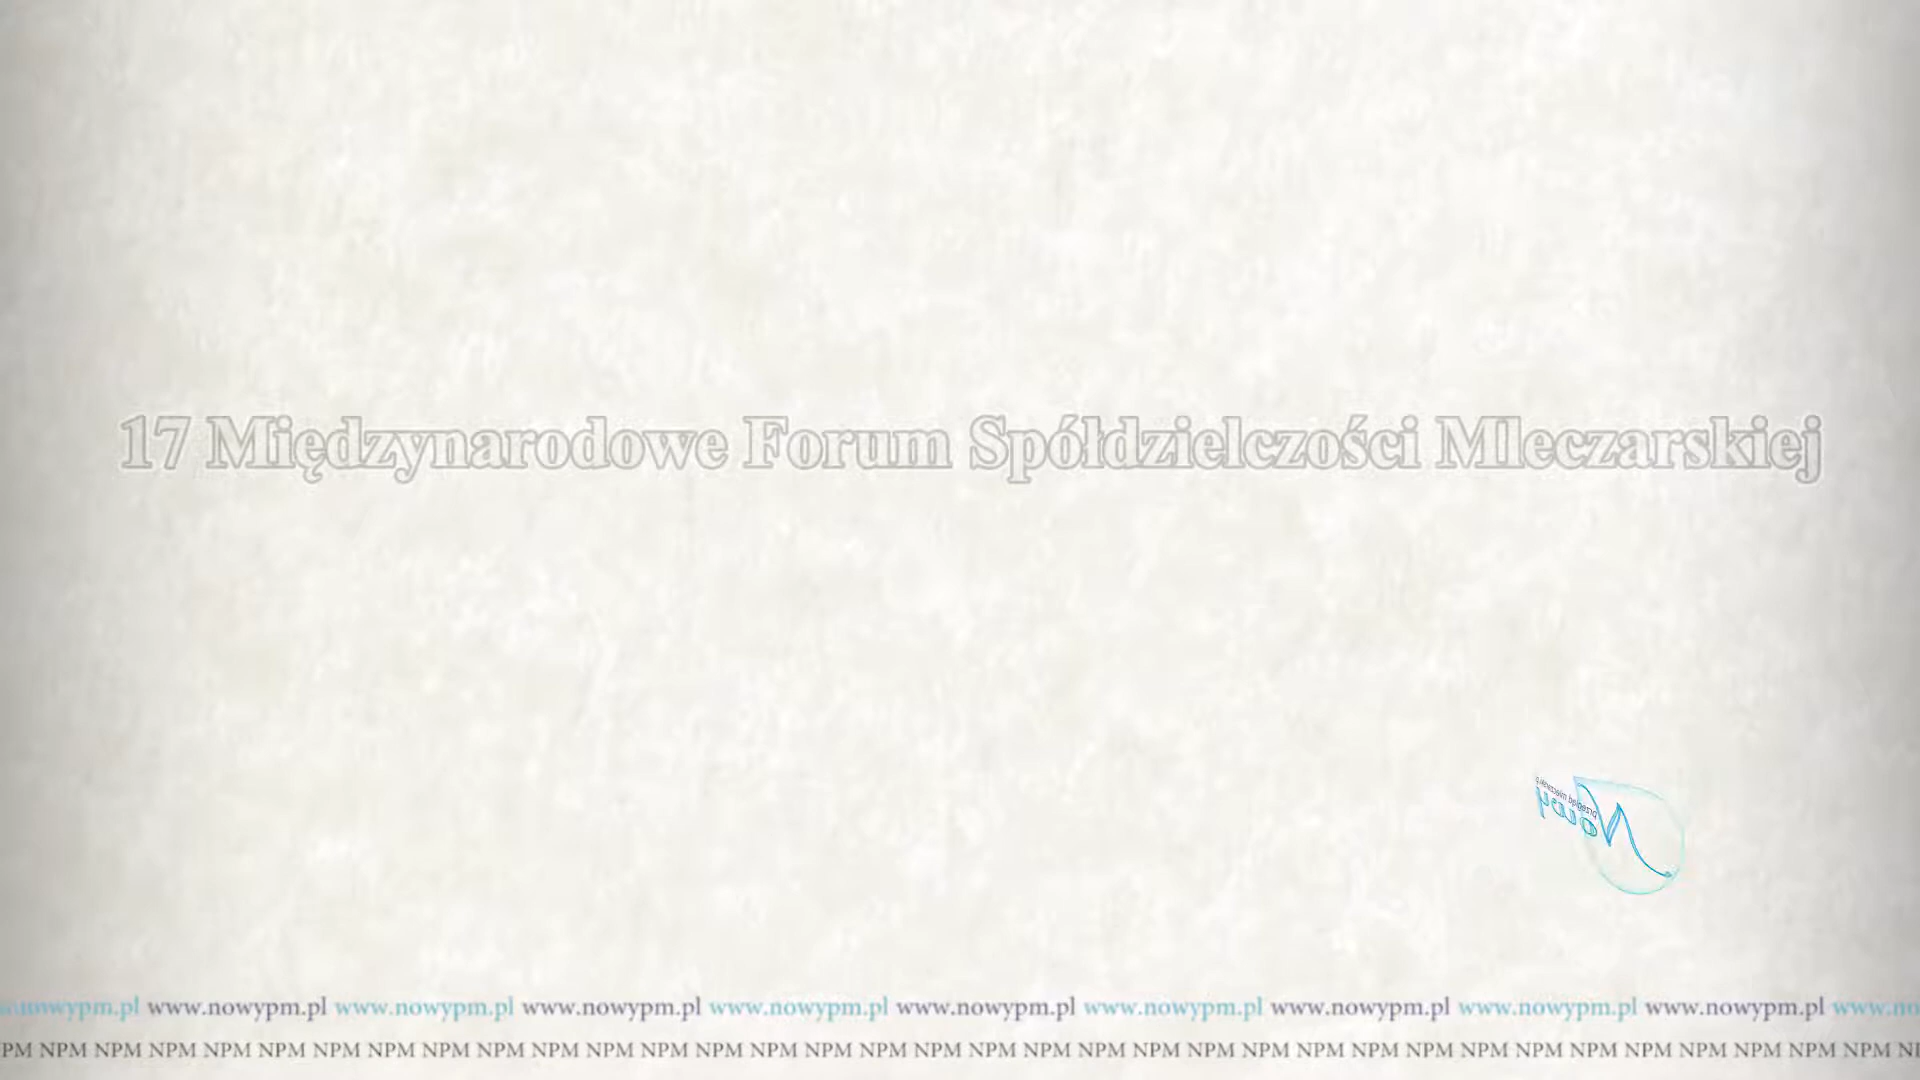 17 Międzynarodowe Forum Spółdzielczości Mleczarskiej
Nowy
www.nowypm.pl www.nowypm.pl www.nowypm.pl www.nowypm.pl www.nowypm.pl www.nowypm.pl www.nowypm.pl www.nowypm.pl www.nowypm.pl
PM NPM NPM NPM NPM NPM NPM NPM NPM NPM NPM NPM NPM NPM NPM NPM NPM NPM NPM NPM NPM NPM NPM NPM NPM NPM NPM NPM NPM NPM NPM NPM NPM NPM NPM